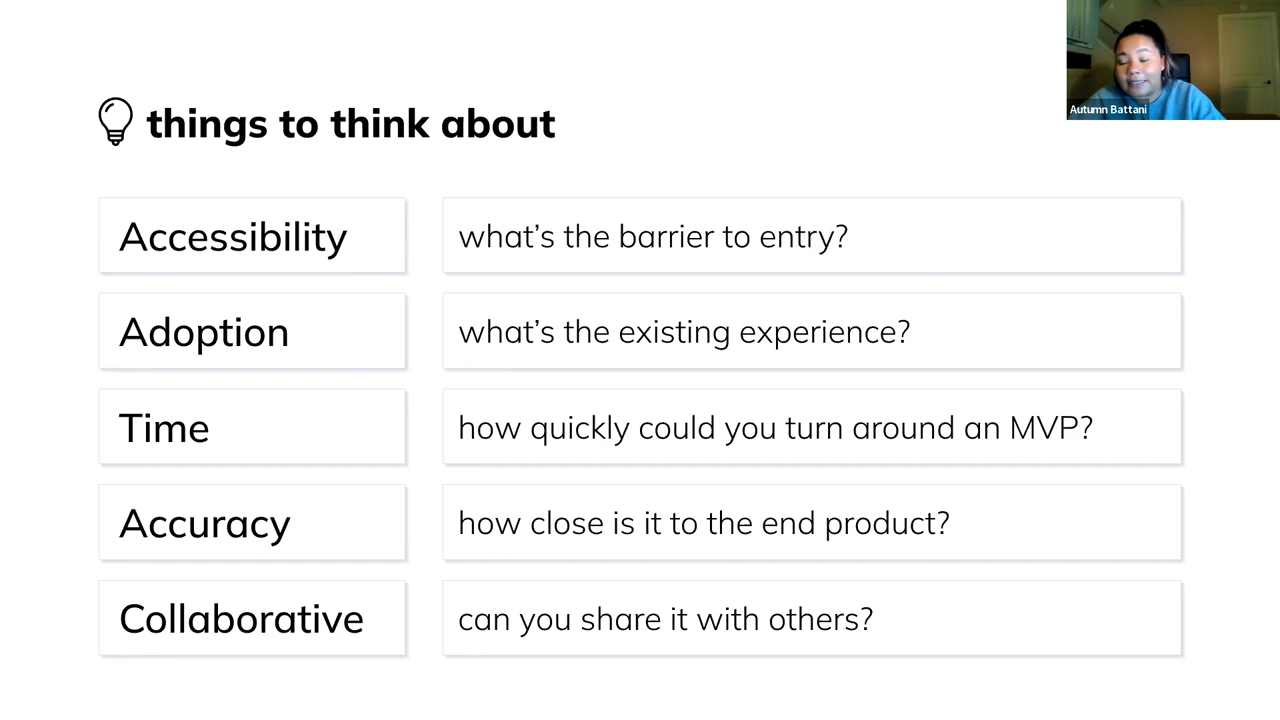 Autumn Battani
things to think about
Accessibility
what's the barrier to entry?
Adoption
what's the existing experience?
Time
how quickly could you turn around an MVP?
Accuracy
how close is it to the end product?
Collaborative
can you share it with others?